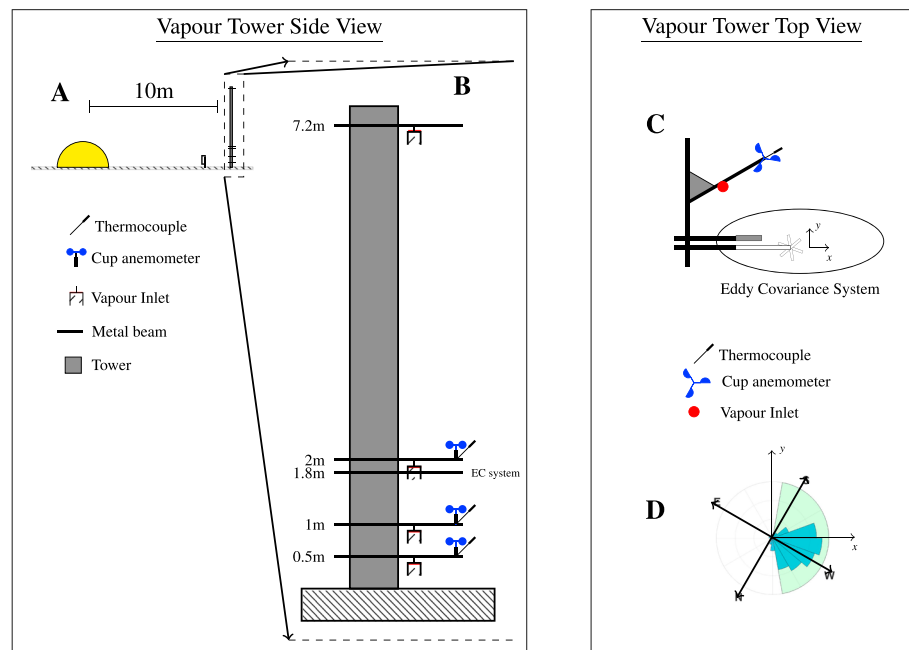 Vapour Tower Side View
A
10m
B
7.2m
Thermocouple
Cup anemometer
Vapour Inlet
Metal beam
Tower
2m
1.8m
EC system
1m
0.5m
Vapour Tower Top View
C
y
x
Eddy Covariance System
Thermocouple
Cup anemometer
Vapour Inlet
y
S
E
D
x
W
N